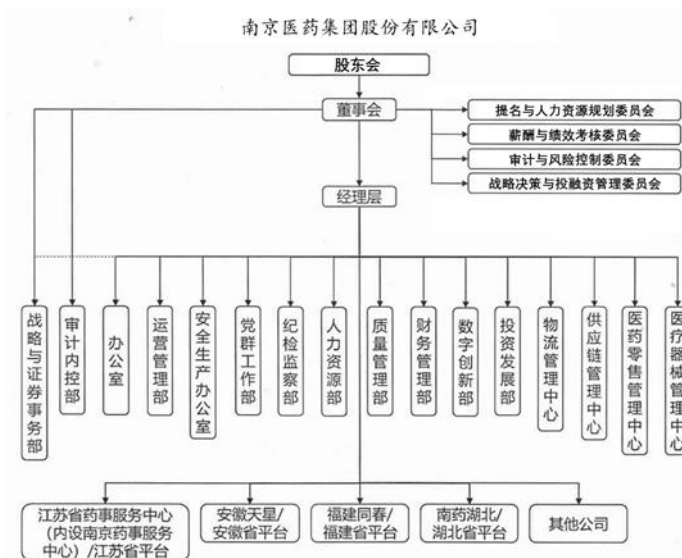 南京医药集团股份有限公司
股东会
董事会
提名与人力资源规划委员会
薪酬与绩效考核委员会
审计与风险控制委员会
战略决策与投融资管理委员会
经理层
战略与证券事务部
审计内控部
办公室
运营管理部
安全生产办公室
党群工作部
纪检监察部
人力资源部
质量管理部
财务管理部
数字创新部
投资发展部
物流管理中心
供应链管理中心
医药零售管理中心
医疗器械管理中心
江苏省药事服务中心
(内设南京药事服务
中心)/江苏省平台
安徽天星/
安徽省平台
福建同春/
福建省平台
南药湖北/
湖北省平台
其他公司